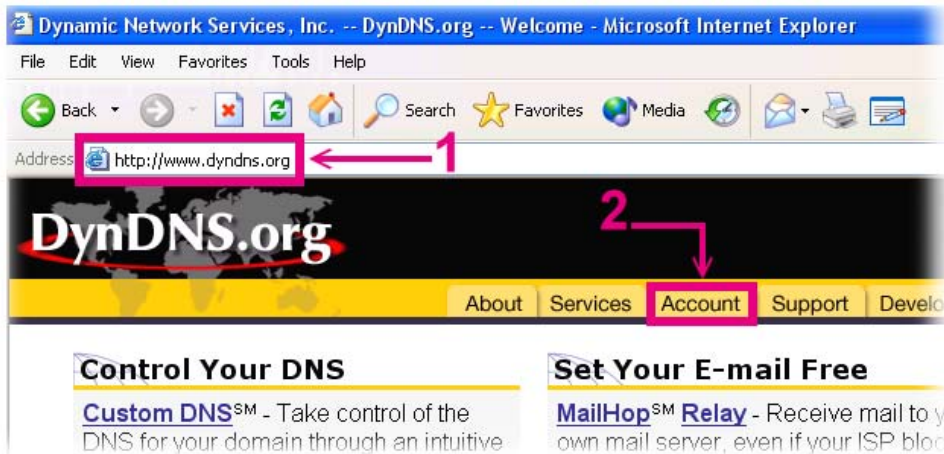 Dynamic Network Services, Inc. -- DynDNS.org -- Welcome - Microsoft Internet Explorer
File Edit View Favorites Tools Help
Back Search Favorites Media
Address http://www.dyndns.org 1
DynDNS.org 2
About Services Account Support Develo
Control Your DNS
Custom DNS℠ - Take control of the
DNS for your domain through an intuitive
Set Your E-mail Free
MailHop℠ Relay - Receive mail to y
own mail server, even if your ISP bloc